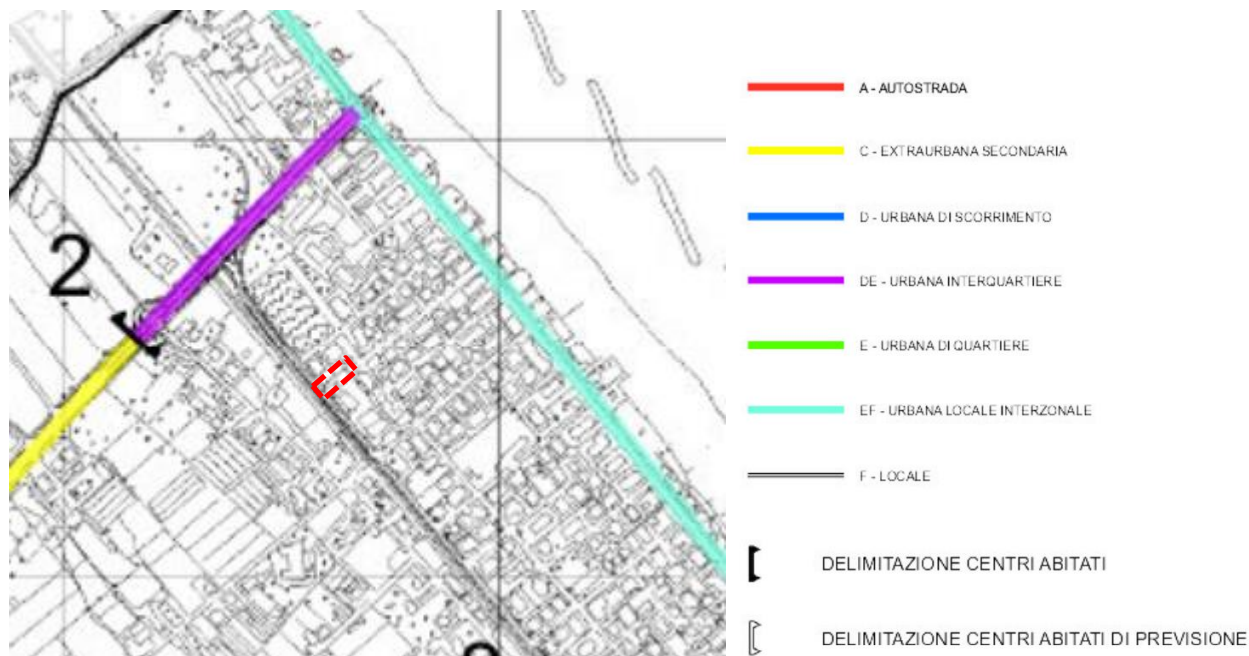 2
A - AUTOSTRADA
C - EXTRAURBANA SECONDARIA
D - URBANA DI SCORRIMENTO
DE - URBANA INTERQUARTIERE
E - URBANA DI QUARTIERE
EF - URBANA LOCALE INTERZONALE
F - LOCALE
DELIMITAZIONE CENTRI ABITATI
DELIMITAZIONE CENTRI ABITATI DI PREVISIONE